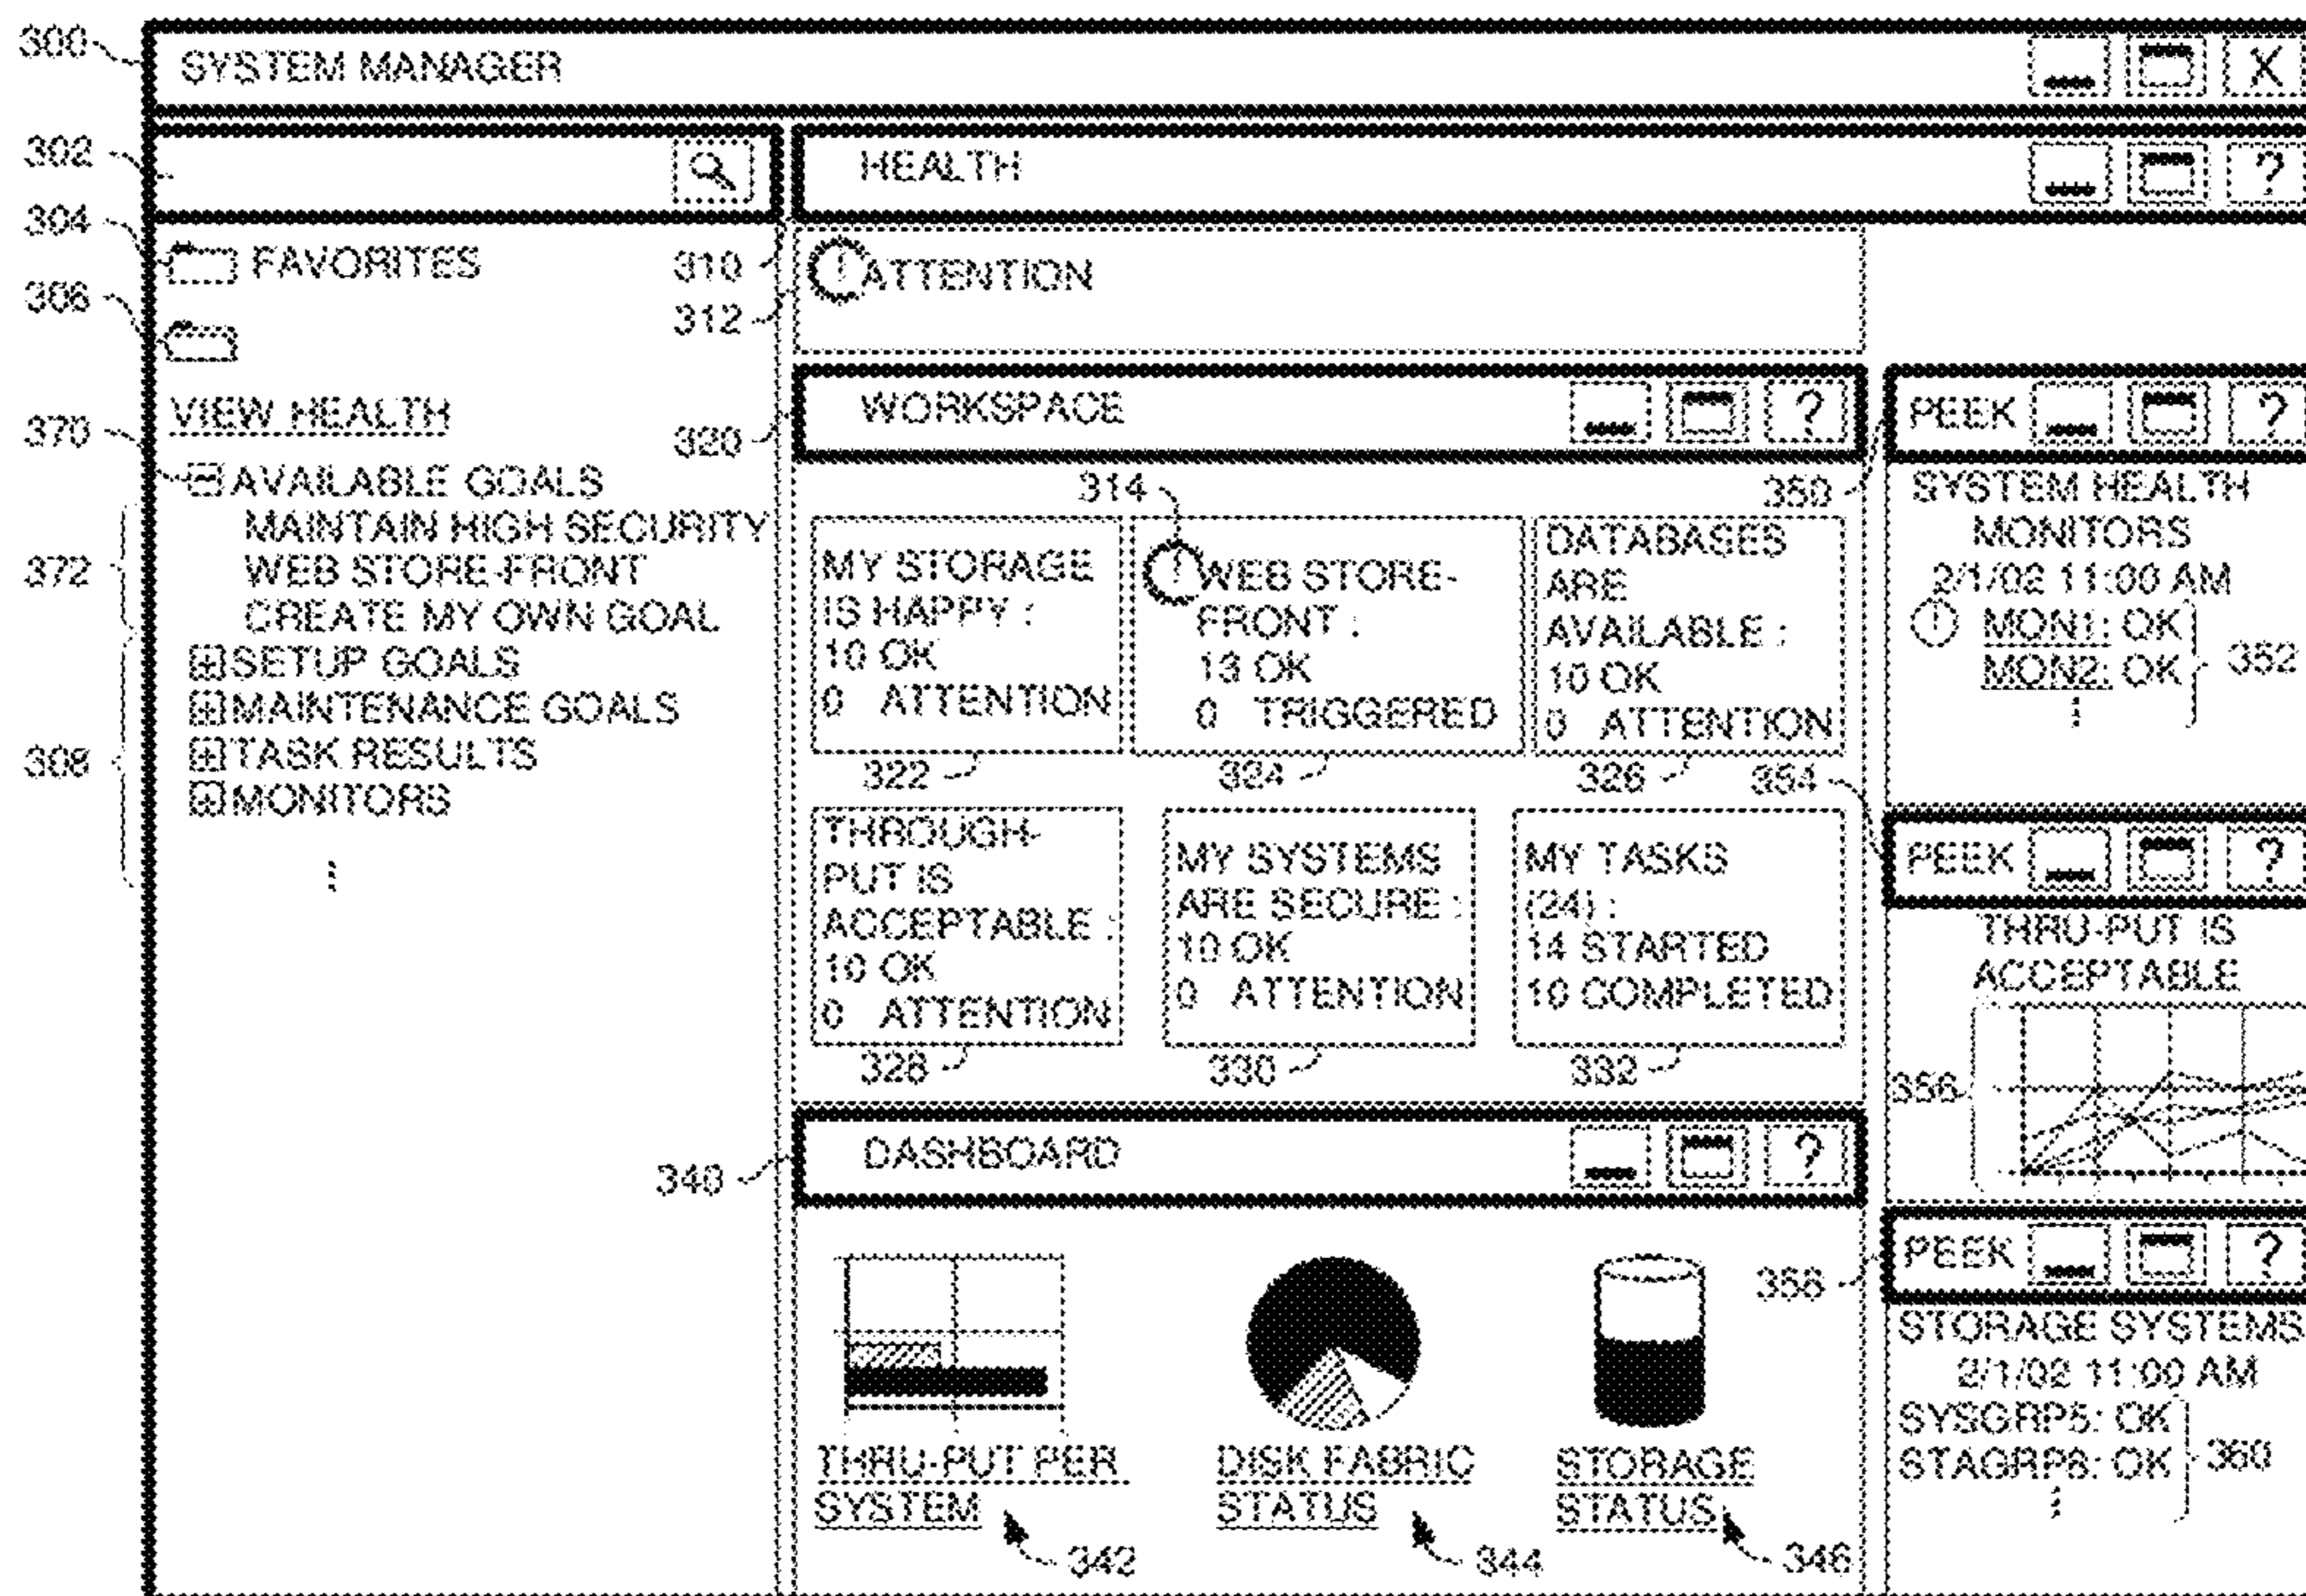 300
SYSTEM MANAGER
X
302
HEALTH
?
304
FAVORITES
306
310
312
! ATTENTION
VIEW HEALTH
370
AVAILABLE GOALS
372
MAINTAIN HIGH SECURITY
WEB STORE-FRONT
CREATE MY OWN GOAL
308
SETUP GOALS
MAINTENANCE GOALS
TASK RESULTS
MONITORS
320
WORKSPACE
?
314
MY STORAGE
IS HAPPY :
10 OK
0 ATTENTION
322
! WEB STORE-
FRONT :
13 OK
0 TRIGGERED
324
DATABASES
ARE
AVAILABLE :
10 OK
0 ATTENTION
326
THROUGH-
PUT IS
ACCEPTABLE :
10 OK
0 ATTENTION
328
MY SYSTEMS
ARE SECURE :
10 OK
0 ATTENTION
330
MY TASKS
(24) :
14 STARTED
10 COMPLETED
332
340
DASHBOARD
?
THRU-PUT PER
SYSTEM
342
DISK FABRIC
STATUS
344
STORAGE
STATUS
346
350
PEEK
?
SYSTEM HEALTH
MONITORS
2/1/02 11:00 AM
! MON1: OK
MON2: OK
352
354
PEEK
?
THRU-PUT IS
ACCEPTABLE
356
358
PEEK
?
STORAGE SYSTEMS
2/1/02 11:00 AM
SYSGRP5: OK
STAGRP6: OK
360